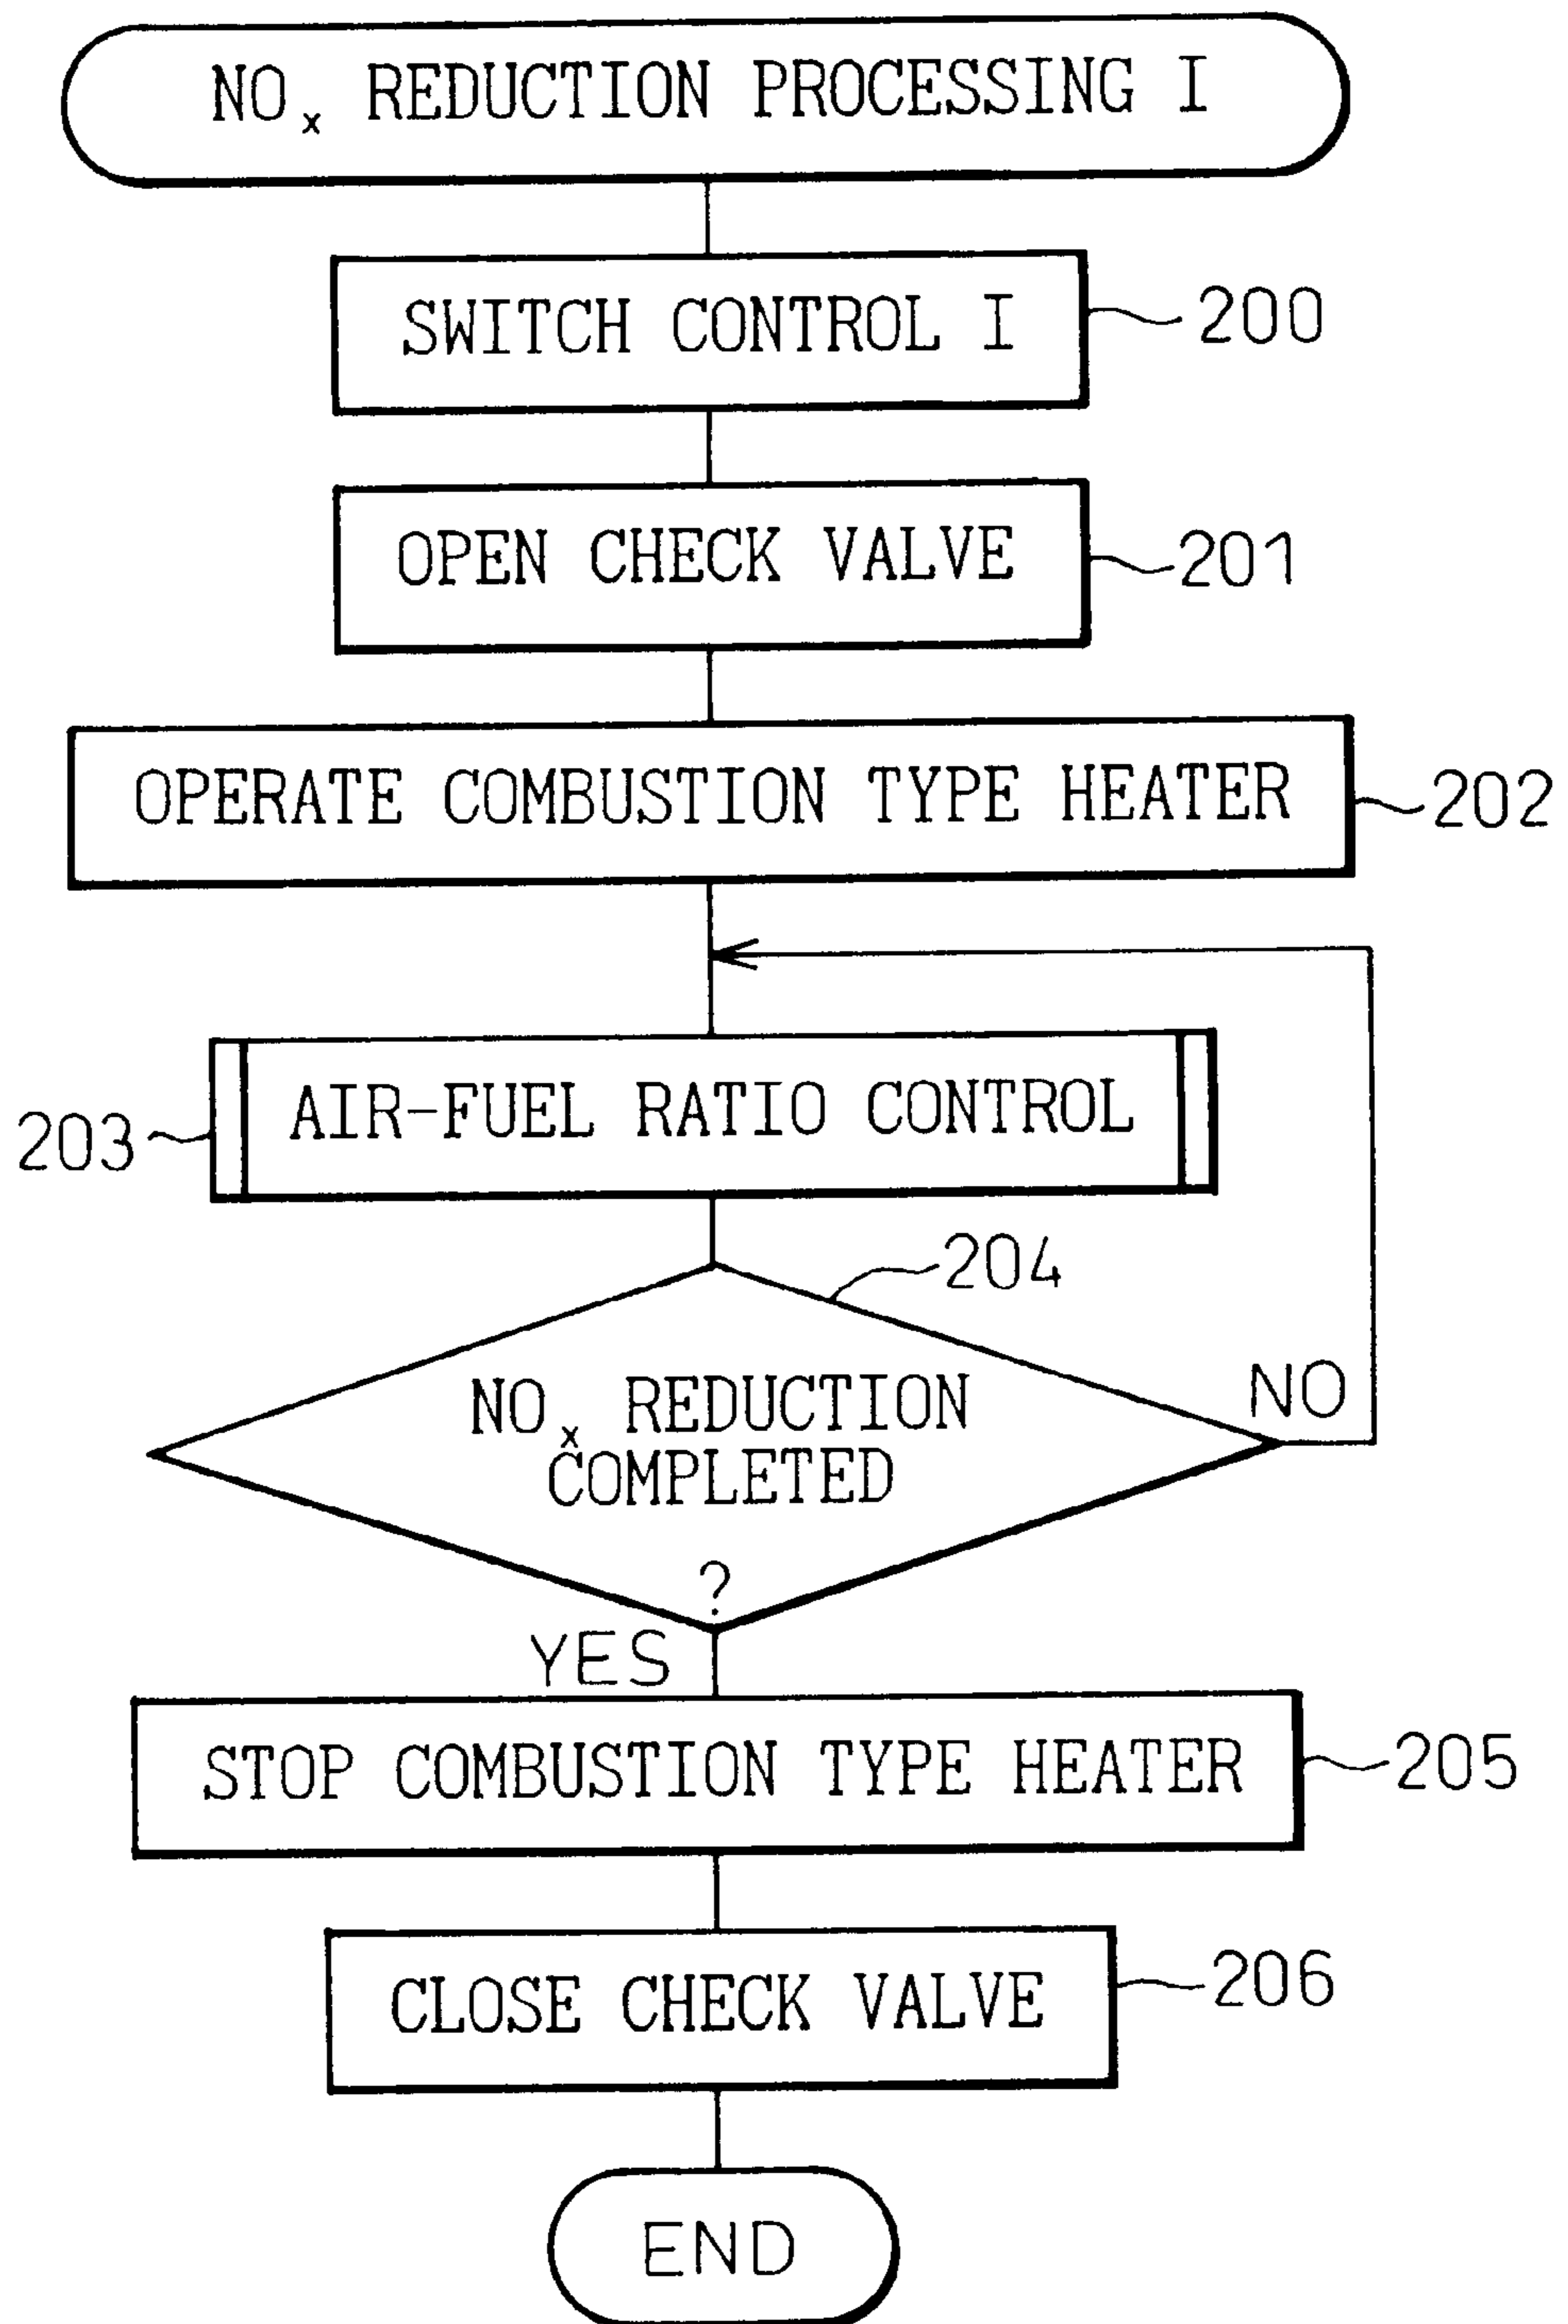 NOx REDUCTION PROCESSING I
SWITCH CONTROL I
200
OPEN CHECK VALVE
201
OPERATE COMBUSTION TYPE HEATER
202
203
AIR-FUEL RATIO CONTROL
204
NOx REDUCTION
COMPLETED
?
NO
YES
STOP COMBUSTION TYPE HEATER
205
CLOSE CHECK VALVE
206
END